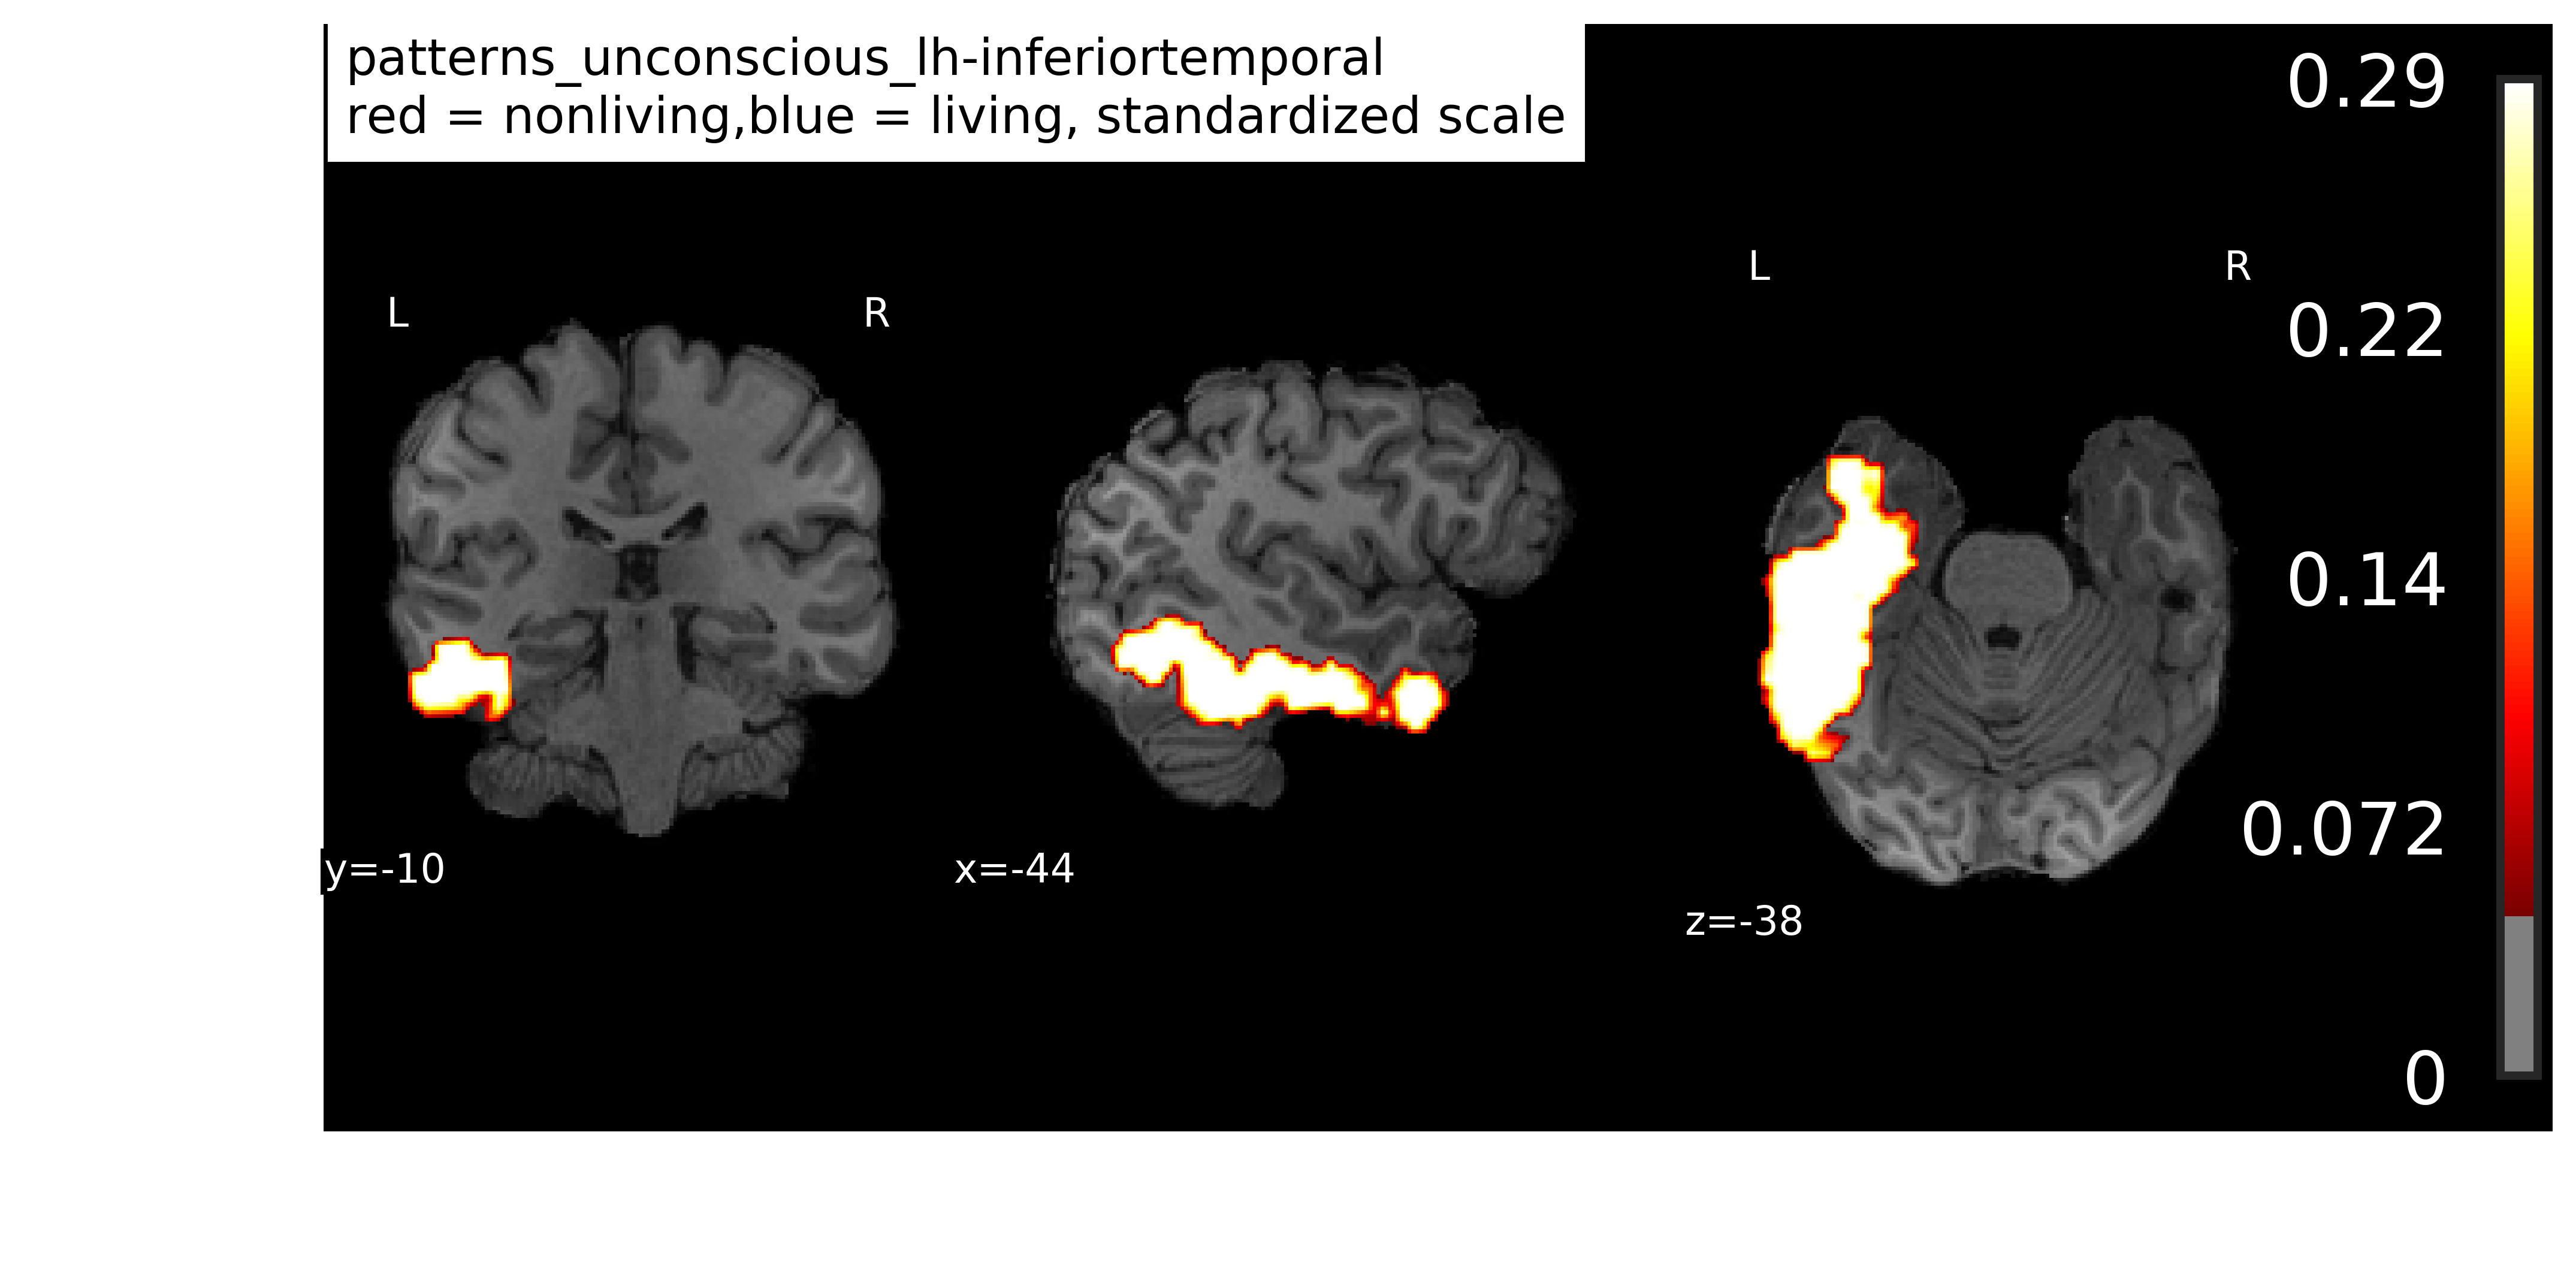 patterns_unconscious_lh-inferiortemporal
red = nonliving,blue = living, standardized scale
0.29
L
R
0.22
L
R
0.14
0.072
y=-10
x=-44
z=-38
0